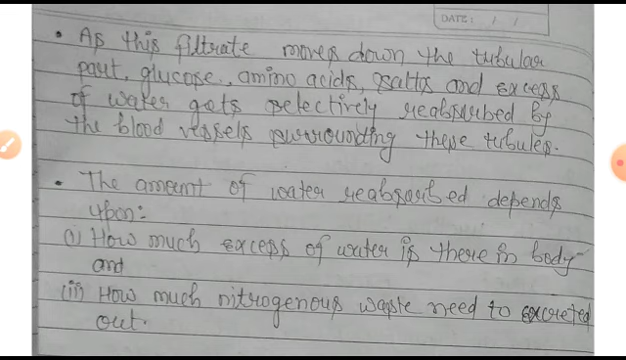 DATE: / /
• As this filtrate moves down the tubular
part, glucose, amino acids, salts and excess
of water gets selectively reabsorbed by
the blood vessels surrounding these tubules.
• The amount of water reabsorbed depends
upon:
(i) How much excess of water is there in body
and
(ii) How much nitrogenous waste need to excreted
out.